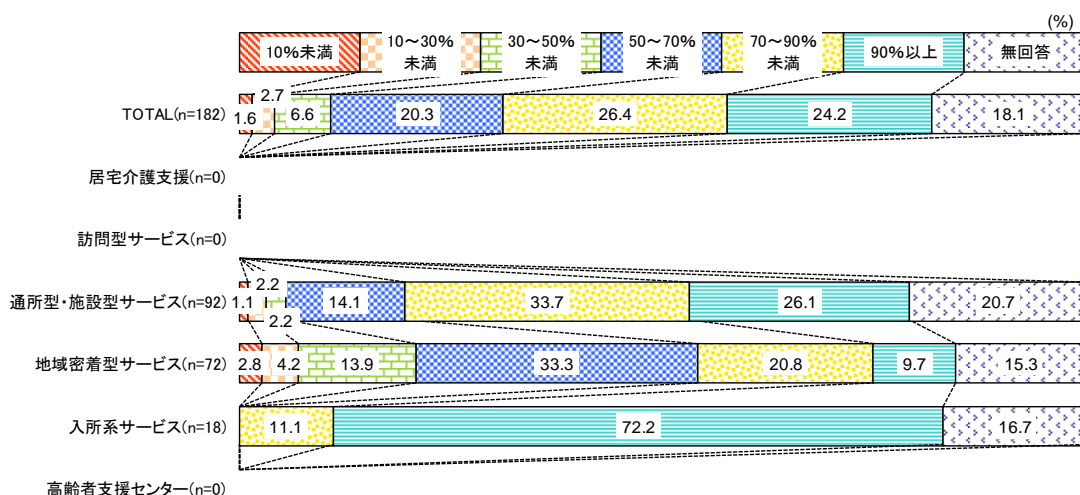 (%)
10%未満
10～30%
未満
30～50%
未満
50～70%
未満
70～90%
未満
90%以上
無回答
TOTAL(n=182)
1.6
2.7
6.6
20.3
26.4
24.2
18.1
居宅介護支援(n=0)
訪問型サービス(n=0)
通所型・施設型サービス(n=92)
1.1
2.2
2.2
14.1
33.7
26.1
20.7
地域密着型サービス(n=72)
2.8
4.2
13.9
33.3
20.8
9.7
15.3
入所系サービス(n=18)
11.1
72.2
16.7
高齢者支援センター(n=0)